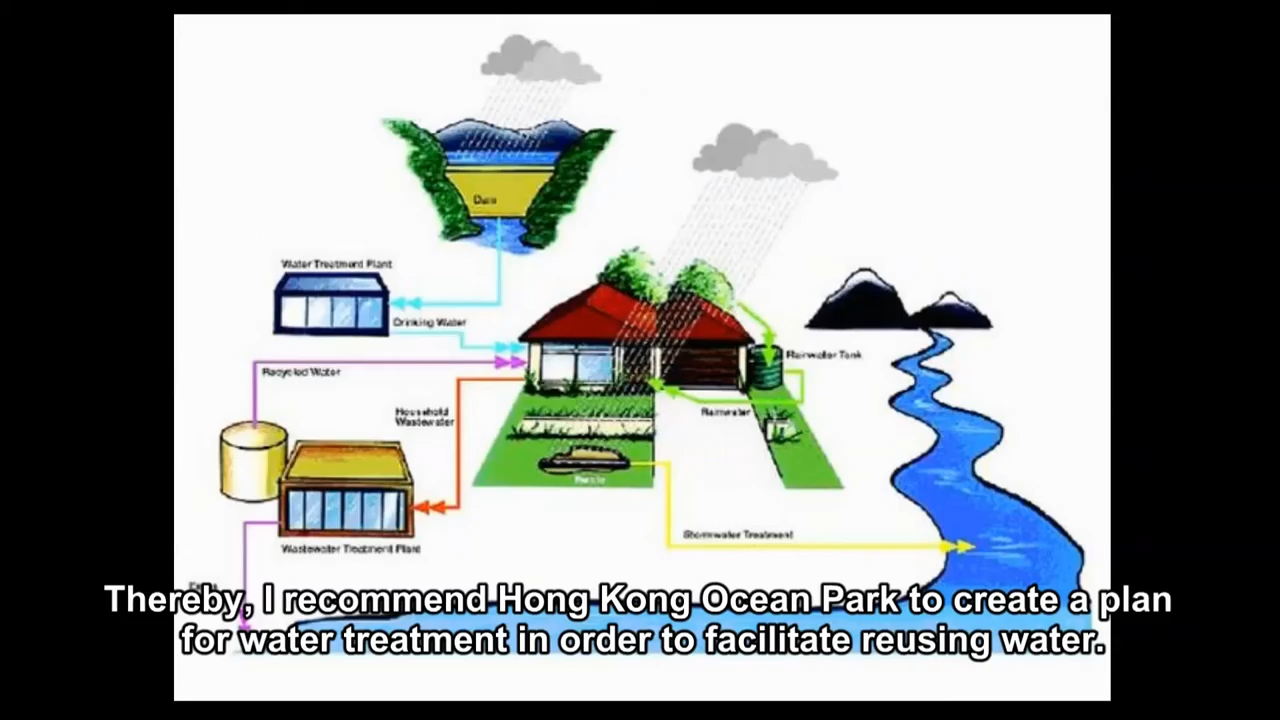 Dam
Water Treatment Plant
Drinking Water
Recycled Water
Household
Wastewater
Rainwater Tank
Rainwater
Stormwater Treatment
Wastewater Treatment Plant
Thereby, I recommend Hong Kong Ocean Park to create a plan
for water treatment in order to facilitate reusing water.